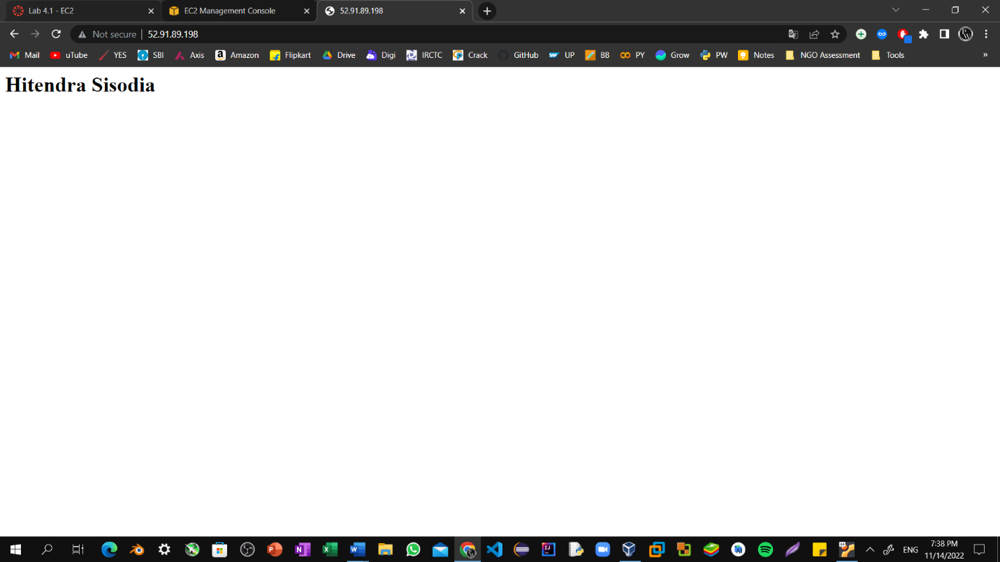 Lab 4.1 - EC2
EC2 Management Console
52.91.89.198
Not secure
52.91.89.198
Mail
uTube
YES
SBI
Axis
Amazon
Flipkart
Drive
Digi
IRCTC
Crack
GitHub
UP
BB
PY
Grow
PW
Notes
NGO Assessment
Tools
»
Hitendra Sisodia
ENG
7:38 PM
11/14/2022